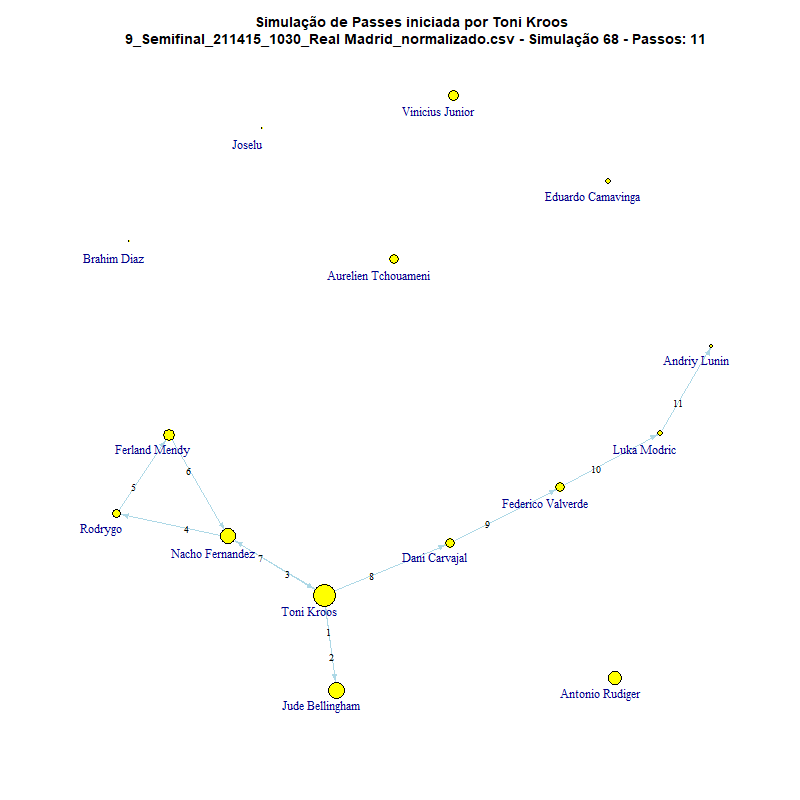 Simulação de Passes iniciada por Toni Kroos
9_Semifinal_211415_1030_Real Madrid_normalizado.csv - Simulação 68 - Passos: 11
Vinicius Junior
Joselu
Eduardo Camavinga
Brahim Diaz
Aurelien Tchouameni
Andriy Lunin
11
Ferland Mendy
Luka Modric
6
10
5
Federico Valverde
9
Rodrygo
4
Nacho Fernandez
7
Dani Carvajal
3
8
Toni Kroos
1
2
Antonio Rudiger
Jude Bellingham